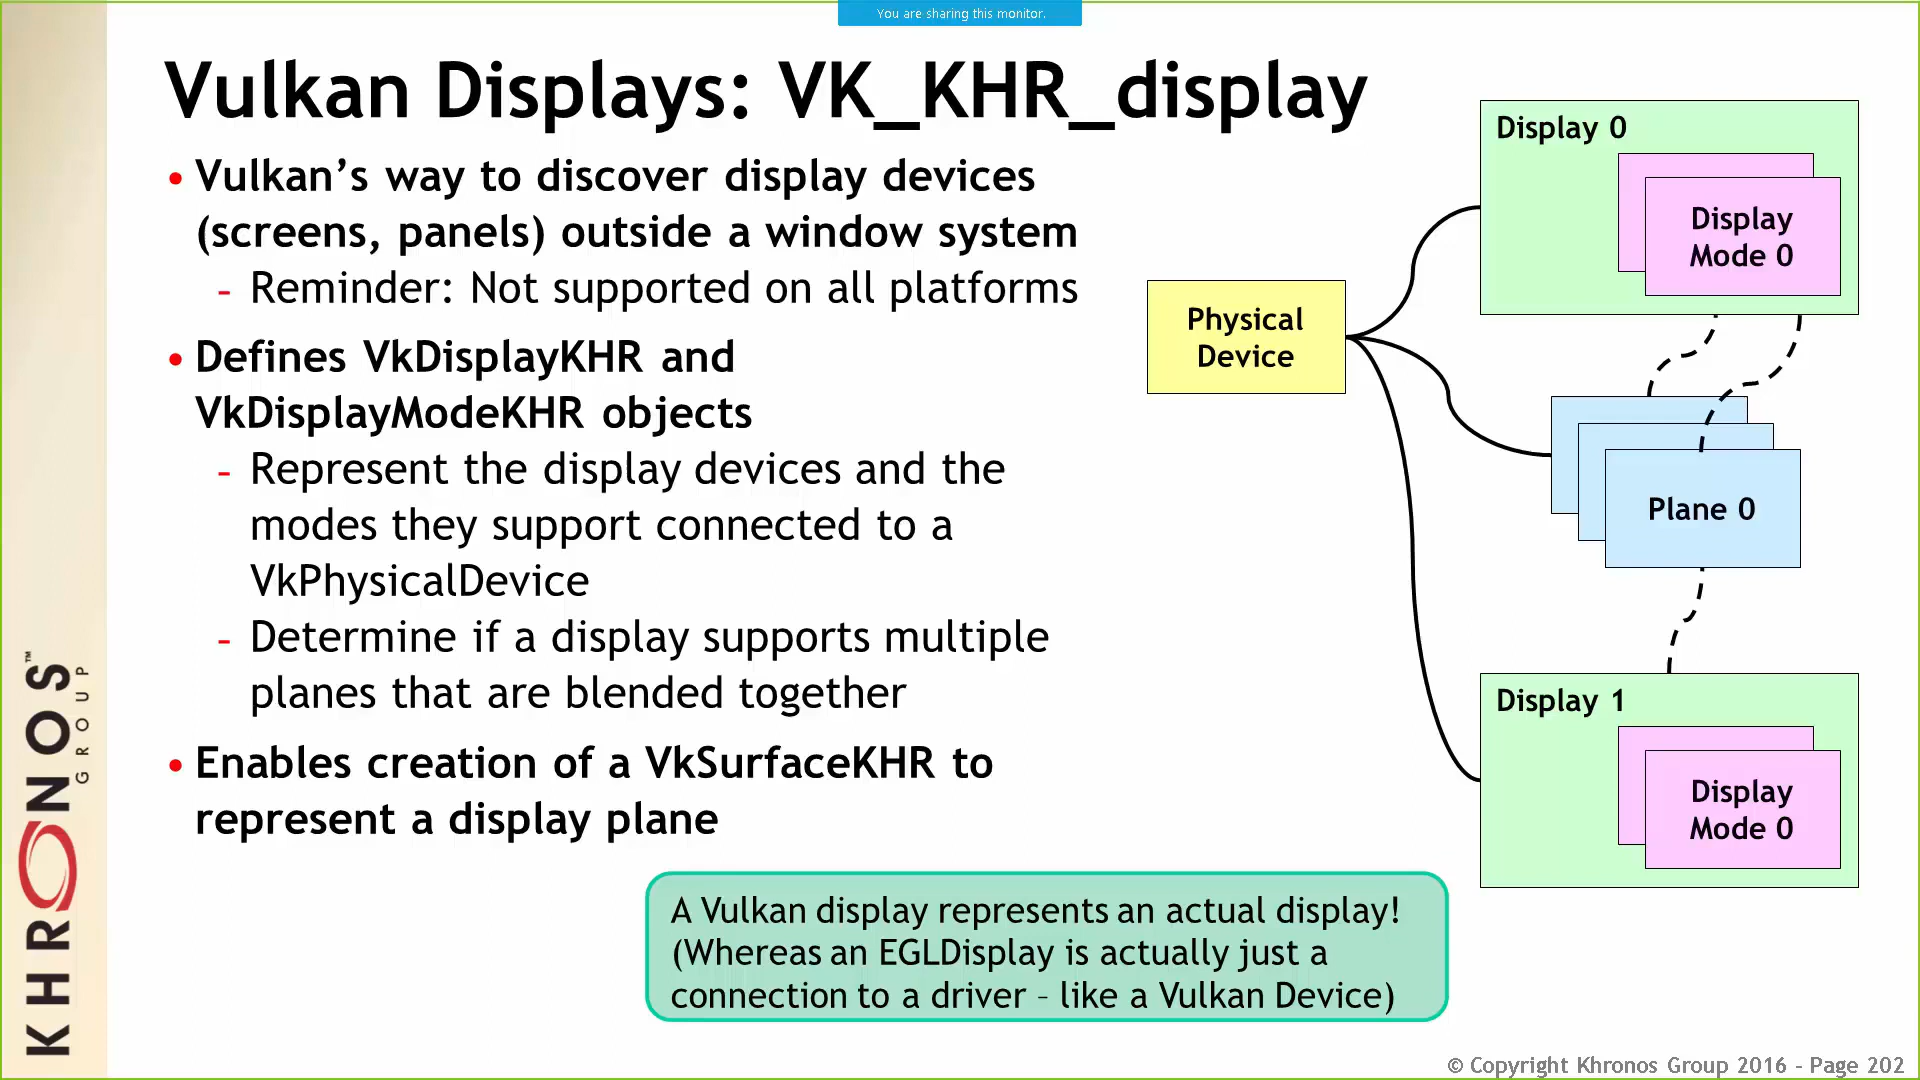 You are sharing this monitor.
Vulkan Displays: VK_KHR_display
• Vulkan’s way to discover display devices
(screens, panels) outside a window system
- Reminder: Not supported on all platforms
• Defines VkDisplayKHR and
VkDisplayModeKHR objects
- Represent the display devices and the
modes they support connected to a
VkPhysicalDevice
- Determine if a display supports multiple
planes that are blended together
• Enables creation of a VkSurfaceKHR to
represent a display plane
Physical
Device
Display 0
Display
Mode 0
Plane 0
Display 1
Display
Mode 0
A Vulkan display represents an actual display!
(Whereas an EGLDisplay is actually just a
connection to a driver – like a Vulkan Device)
KHRONOS™
GROUP
© Copyright Khronos Group 2016 - Page 202